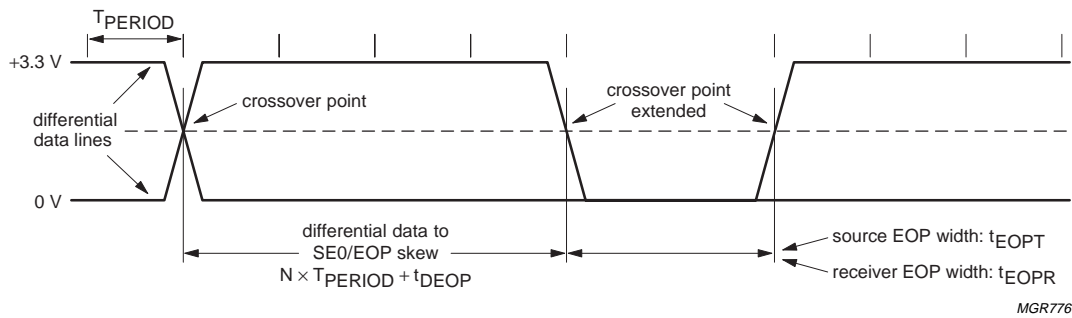 TPERIOD
+3.3 V
crossover point
crossover point
extended
differential
data lines
0 V
differential data to
SE0/EOP skew
N × TPERIOD + tDEOP
source EOP width: tEOPT
receiver EOP width: tEOPR
MGR776